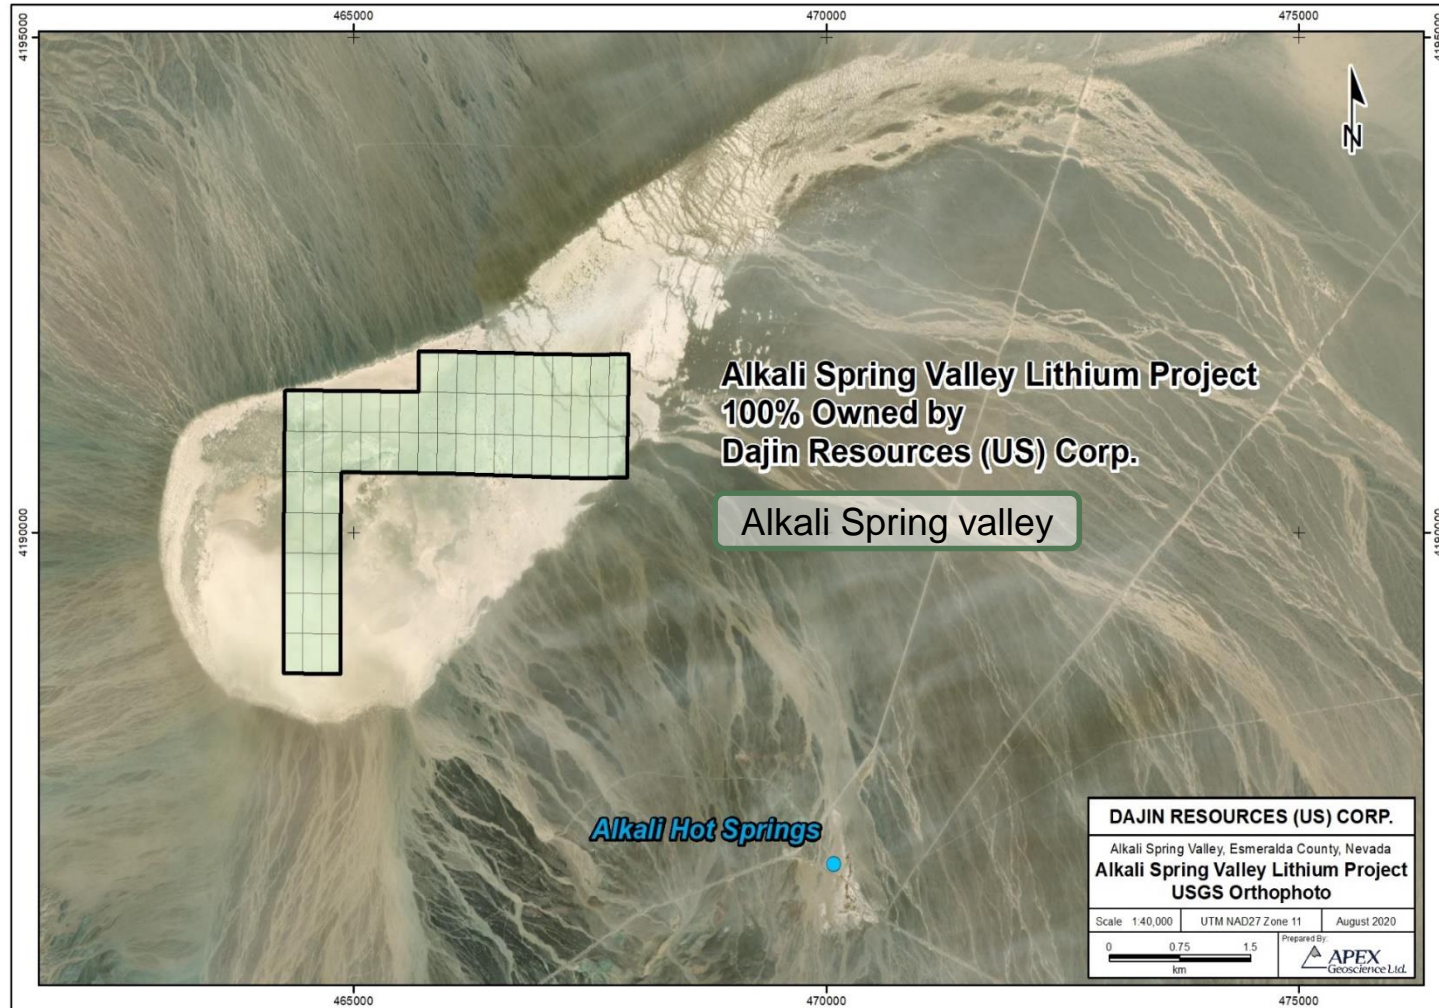 465000
470000
475000
4195000
4195000
N
Alkali Spring Valley Lithium Project
100% Owned by
Dajin Resources (US) Corp.
Alkali Spring valley
4190000
4190000
Alkali Hot Springs
DAJIN RESOURCES (US) CORP.
Alkali Spring Valley, Esmeralda County, Nevada
Alkali Spring Valley Lithium Project
USGS Orthophoto
Scale 1:40,000
UTM NAD27 Zone 11
August 2020
0 0.75 1.5
km
Prepared By:
APEX
Geoscience Ltd.
465000
470000
475000